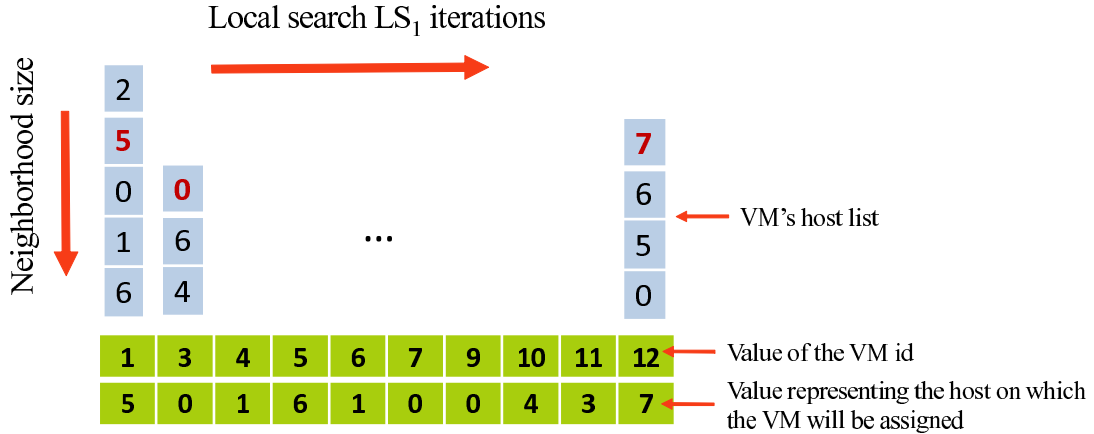 Local search LS1 iterations
Neighborhood size
2
5
0
1
6
0
6
4
...
7
6
5
0
VM's host list
1 3 4 5 6 7 9 10 11 12
Value of the VM id
5 0 1 6 1 0 0 4 3 7
Value representing the host on which
the VM will be assigned